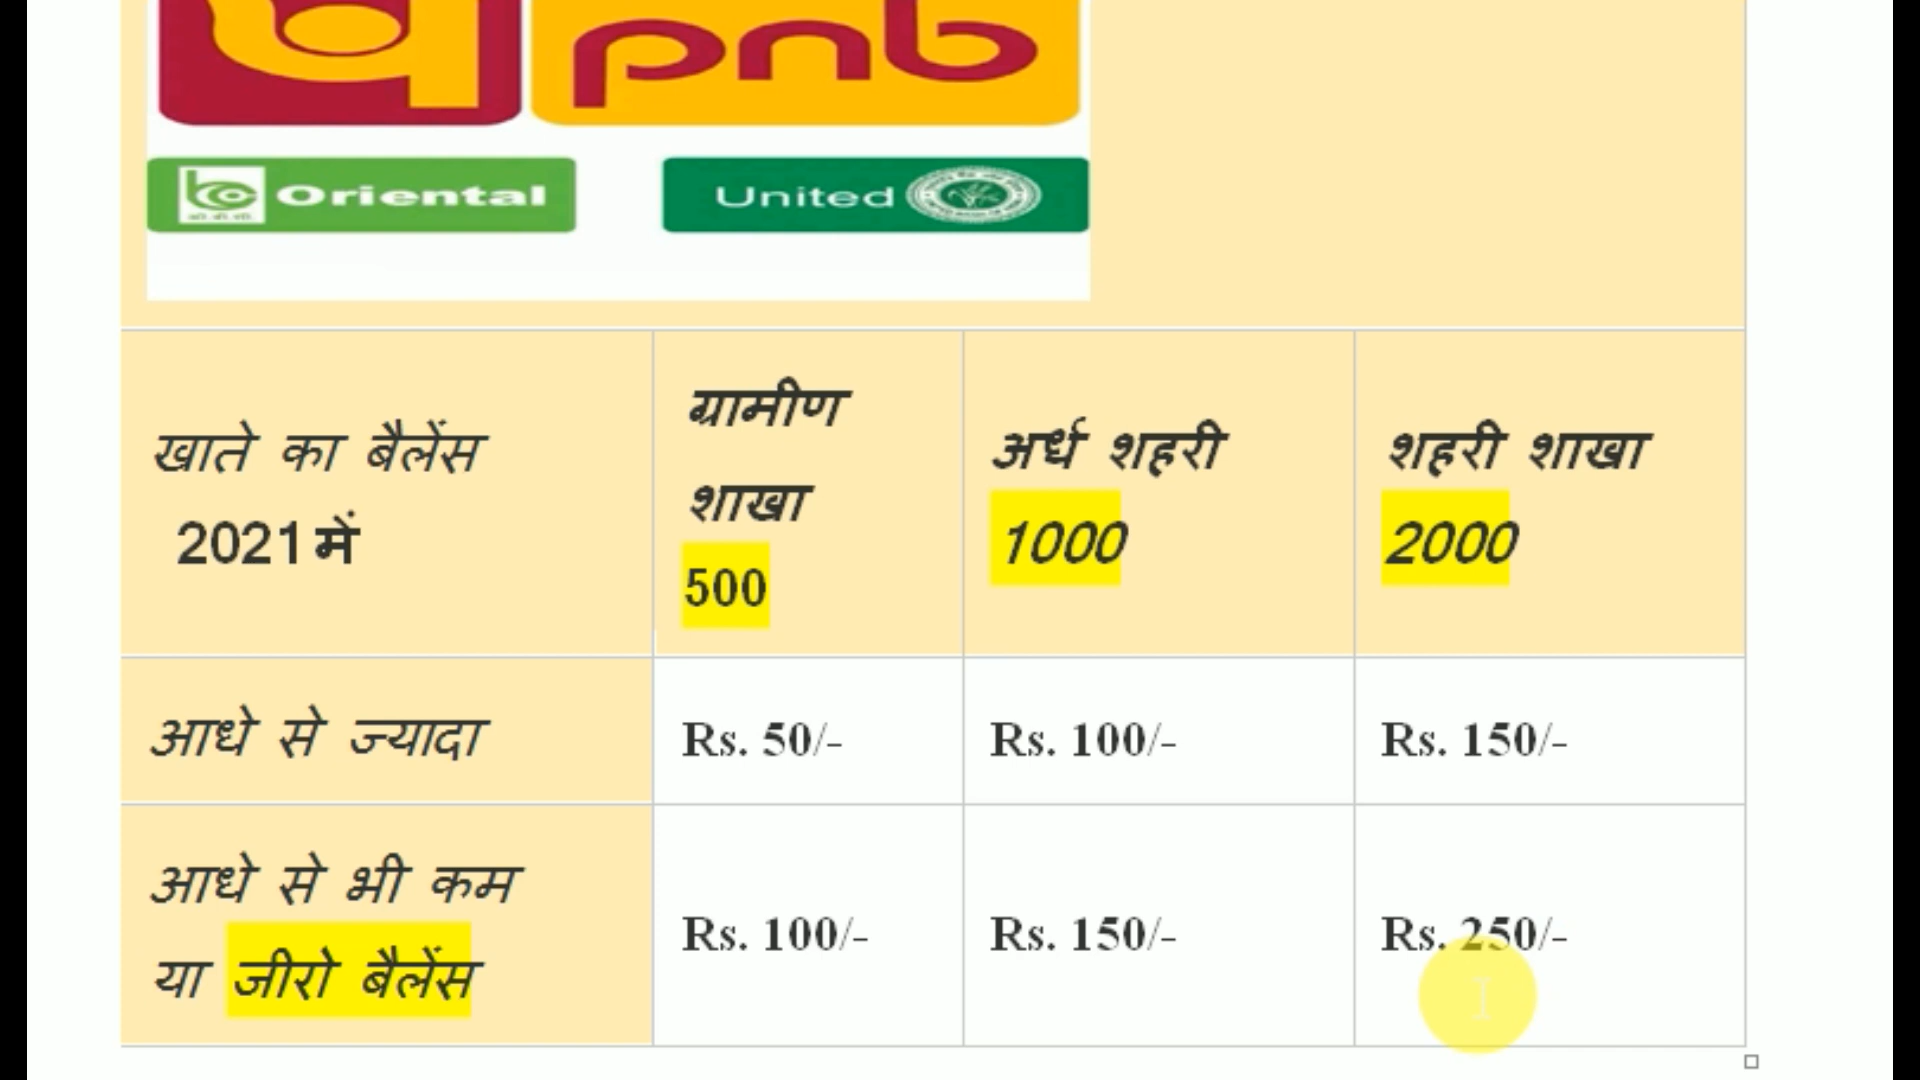 pnb
Oriental
United
खाते का बैलेंस
2021 में
ग्रामीण
शाखा
500
अर्ध शहरी
1000
शहरी शाखा
2000
आधे से ज्यादा
Rs. 50/-
Rs. 100/-
Rs. 150/-
आधे से भी कम
या जीरो बैलेंस
Rs. 100/-
Rs. 150/-
Rs. 250/-